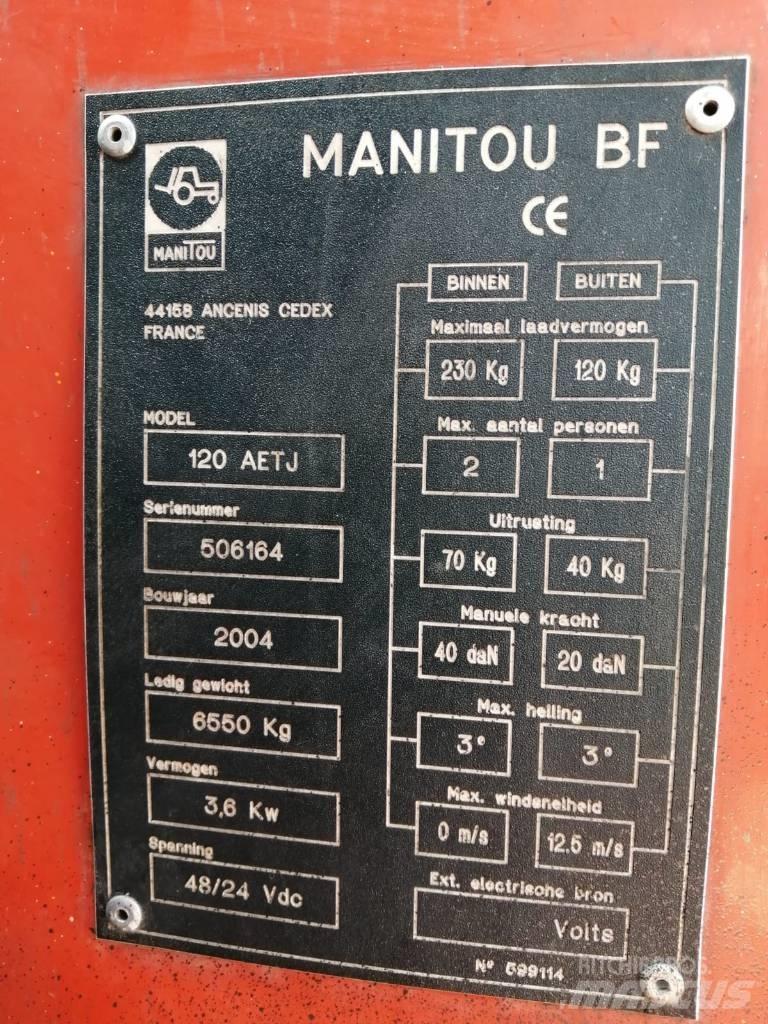 MANITOU BF
CE
MANITOU
44158 ANCENIS CEDEX
FRANCE
MODEL
120 AETJ
Serienummer
506164
Bouwjaar
2004
Ledig gewicht
6550 Kg
Vermogen
3,6 Kw
Spanning
48/24 Vdc
BINNEN BUITEN
Maximaal laadvermogen
230 Kg 120 Kg
Max. aantal personen
2 1
Uitrusting
70 Kg 40 Kg
Manuele kracht
40 daN 20 daN
Max. helling
3° 3°
Max. windsnelheid
0 m/s 12.5 m/s
Ext. electrische bron
Volts
N° 599114